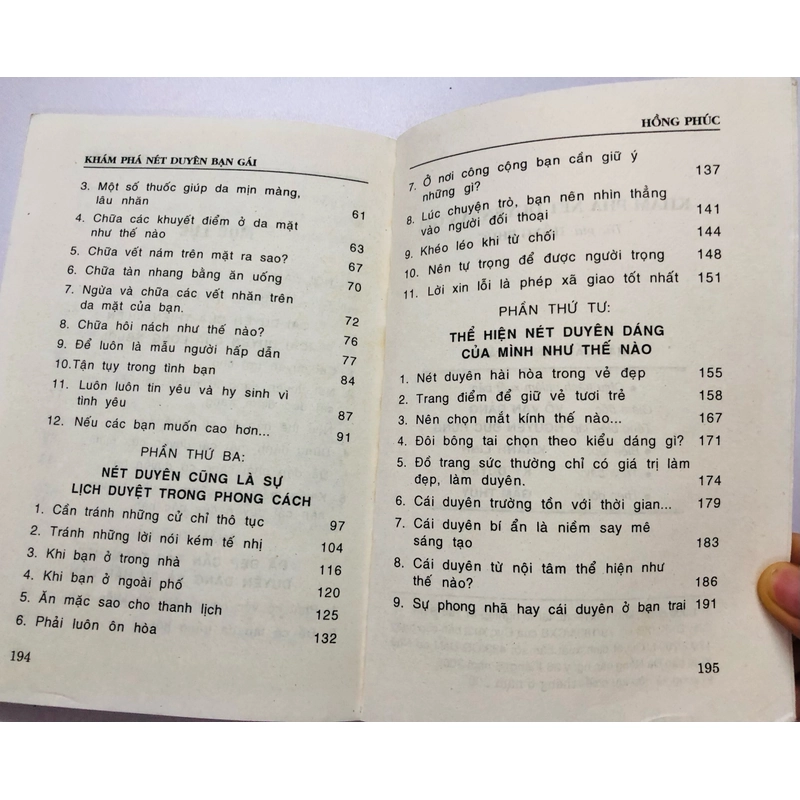 KHÁM PHÁ NÉT DUYÊN BẠN GÁI
3. Một số thuốc giúp da mịn màng,
lâu nhăn 61
4. Chữa các khuyết điểm ở da mặt
như thế nào 63
5. Chữa vết nám trên mặt ra sao? 67
6. Chữa tàn nhang bằng ăn uống 70
7. Ngừa và chữa các vết nhăn trên
da mặt của bạn. 72
8. Chữa hôi nách như thế nào? 76
9. Để luôn là mẫu người hấp dẫn 77
10.Tận tụy trong tình bạn 84
11. Luôn luôn tin yêu và hy sinh vì
tình yêu 87
12. Nếu các bạn muốn cao hơn... 91
PHẦN THỨ BA:
NÉT DUYÊN CŨNG LÀ SỰ
LỊCH DUYỆT TRONG PHONG CÁCH
1. Cần tránh những cử chỉ thô tục 97
2. Tránh những lời nói kém tế nhị 104
3. Khi bạn ở trong nhà 116
4. Khi bạn ở ngoài phố 120
5. Ăn mặc sao cho thanh lịch 125
6. Phải luôn ôn hòa 132
194
HỒNG PHÚC
7. Ở nơi công cộng bạn cần giữ ý
những gì? 137
8. Lúc chuyện trò, bạn nên nhìn thẳng
vào người đối thoại 141
9. Khéo léo khi từ chối 144
10. Nên tự trọng để được người trọng 148
11. Lời xin lỗi là phép xã giao tốt nhất 151
PHẦN THỨ TƯ:
THỂ HIỆN NÉT DUYÊN DÁNG
CỦA MÌNH NHƯ THẾ NÀO
1. Nét duyên hài hòa trong vẻ đẹp 155
2. Trang điểm để giữ vẻ tươi trẻ 158
3. Nên chọn mắt kính thế nào... 167
4. Đôi bông tai chọn theo kiểu dáng gì? 171
5. Đồ trang sức thường chỉ có giá trị làm
đẹp, làm duyên. 174
6. Cái duyên trường tồn với thời gian... 179
7. Cái duyên bí ẩn là niềm say mê
sáng tạo 183
8. Cái duyên từ nội tâm thể hiện như
thế nào? 186
9. Sự phong nhã hay cái duyên ở bạn trai 191
195